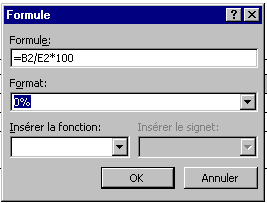 Formule
Formule:
=B2/E2*100
Format:
0%
Insérer la fonction: Insérer le signet:
OK Annuler